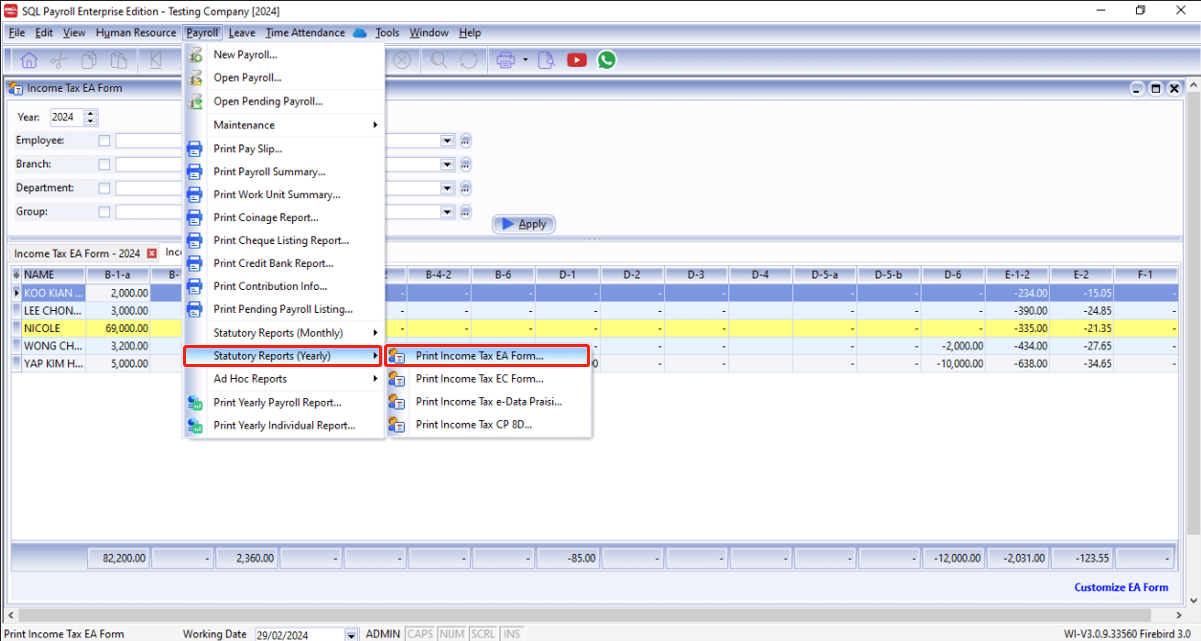 SQL Payroll Enterprise Edition - Testing Company [2024]
File Edit View Human Resource Payroll Leave Time Attendance Tools Window Help
Income Tax EA Form
Year: 2024
Employee:
Branch:
Department:
Group:
Apply
New Payroll...
Open Payroll...
Open Pending Payroll...
Maintenance
Print Pay Slip...
Print Payroll Summary...
Print Work Unit Summary...
Print Coinage Report...
Print Cheque Listing Report...
Print Credit Bank Report...
Print Contribution Info...
Print Pending Payroll Listing...
Statutory Reports (Monthly)
Statutory Reports (Yearly)
Ad Hoc Reports
Print Yearly Payroll Report...
Print Yearly Individual Report...
Print Income Tax EA Form...
Print Income Tax EC Form...
Print Income Tax e-Data Praisi...
Print Income Tax CP 8D...
Income Tax EA Form - 2024
NAME B-1-a B-4-2 B-6 D-1 D-2 D-3 D-4 D-5-a D-5-b D-6 E-1-2 E-2 F-1
KOO KIAN ... 2,000.00 - - - - - - - - - -234.00 -15.05 -
LEE CHON... 3,000.00 - - - - - - - - - -390.00 -24.85 -
NICOLE 69,000.00 - - - - - - - - - -335.00 -21.35 -
WONG CH... 3,200.00 - - - - - -2,000.00 -434.00 -27.65 -
YAP KIM H... 5,000.00 - - - - - -10,000.00 -638.00 -34.65 -
82,200.00 - 2,360.00 - - - - -85.00 - - - - - -12,000.00 -2,031.00 -123.55 -
Customize EA Form
Print Income Tax EA Form Working Date 29/02/2024 ADMIN CAPS NUM SCRL INS WI-V3.0.9.33560 Firebird 3.0